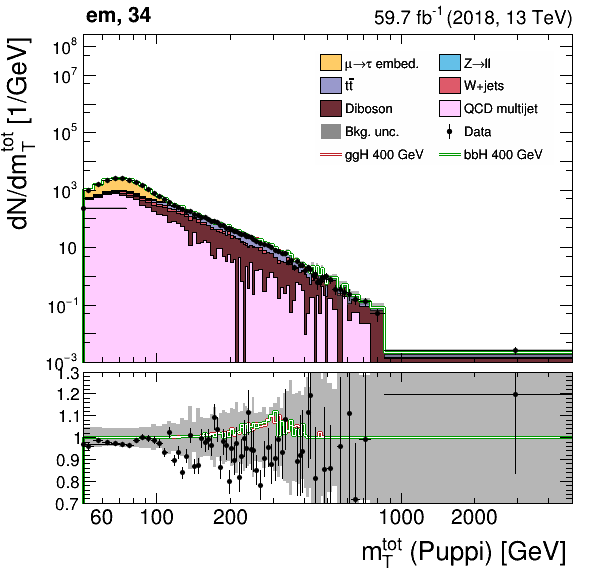 em, 34
59.7 fb⁻¹ (2018, 13 TeV)
dN/dm_T^tot [1/GeV]
10⁸
10⁷
10⁵
10³
10
10⁻¹
10⁻³
μ→τ embed.
Z→ll
tt̄
W+jets
Diboson
QCD multijet
Bkg. unc.
Data
ggH 400 GeV
bbH 400 GeV
1.3
1.2
1.1
1
0.9
0.8
0.7
60
100
200
1000
2000
m_T^tot (Puppi) [GeV]